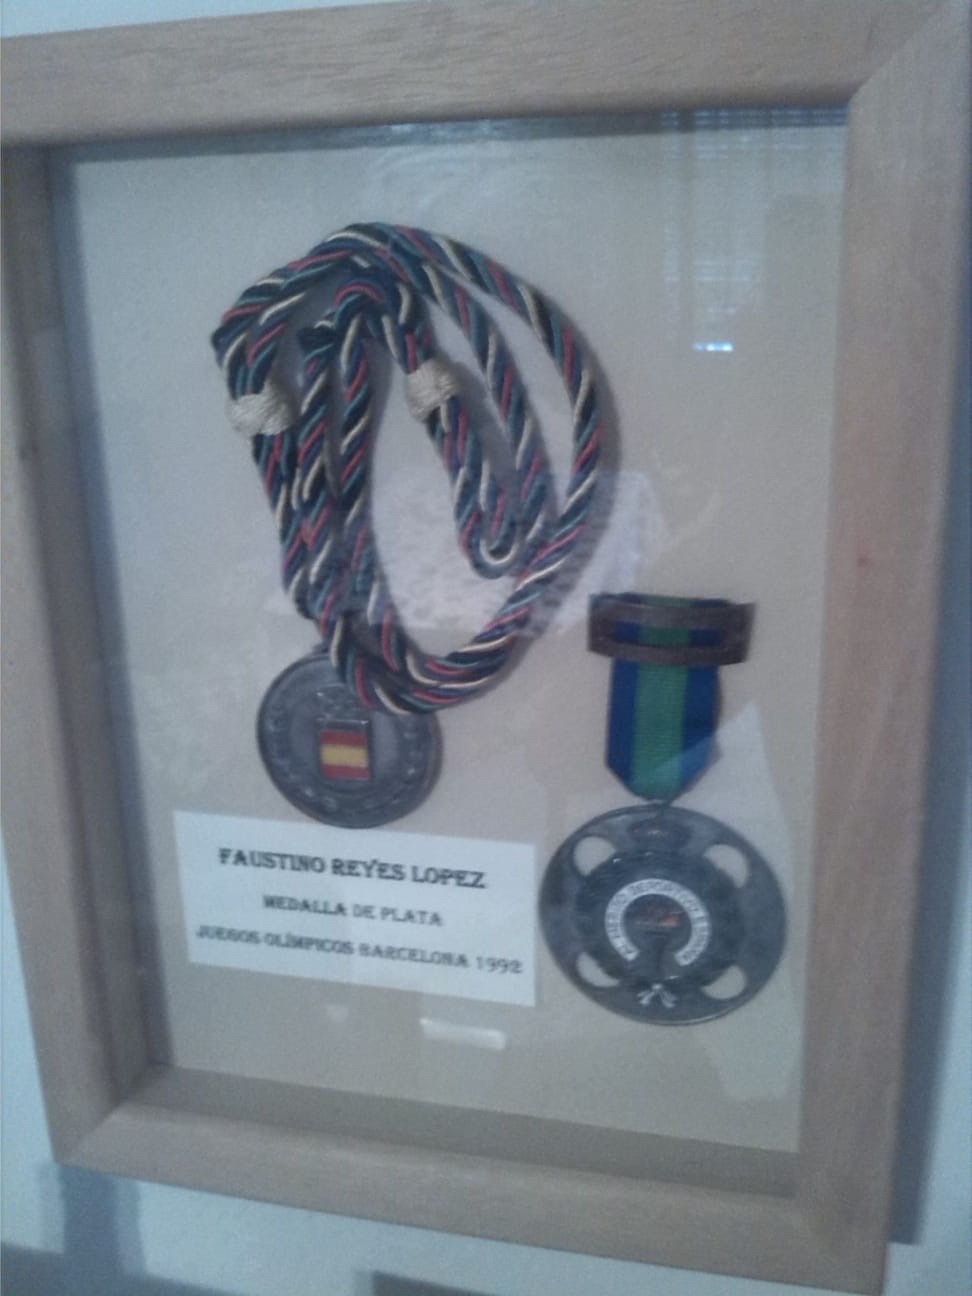 FAUSTINO REYES LOPEZ
MEDALLA DE PLATA
JUEGOS OLÍMPICOS BARCELONA 1992